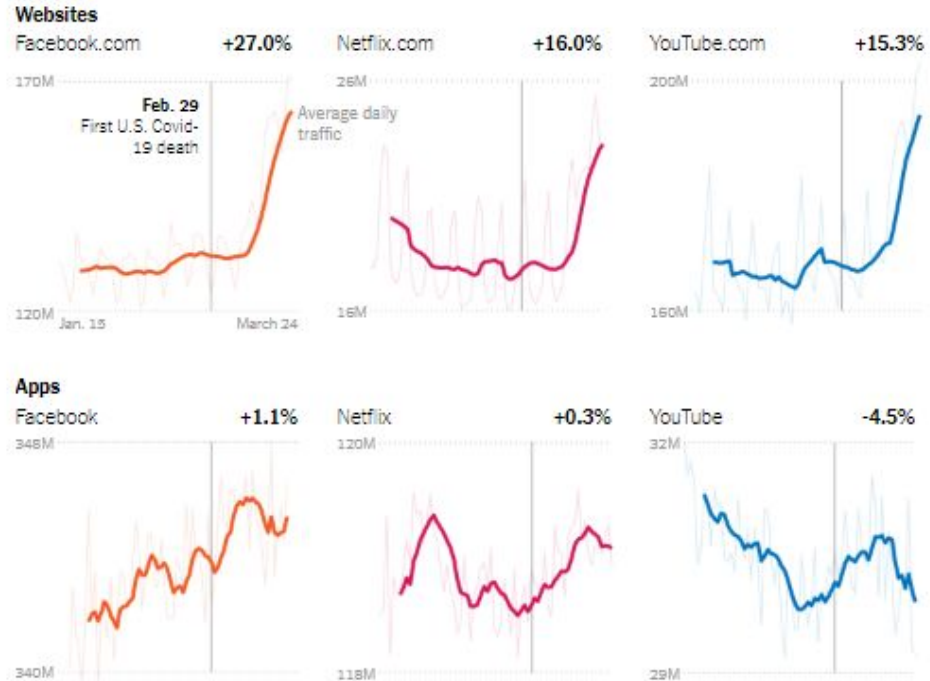 Websites
Facebook.com +27.0% Netflix.com +16.0% YouTube.com +15.3%
170M 26M 200M
Feb. 29
First U.S. Covid-
19 death
Average daily
traffic
120M 16M 160M
Jan. 15 March 24
Apps
Facebook +1.1% Netflix +0.3% YouTube -4.5%
348M 120M 32M
340M 118M 29M